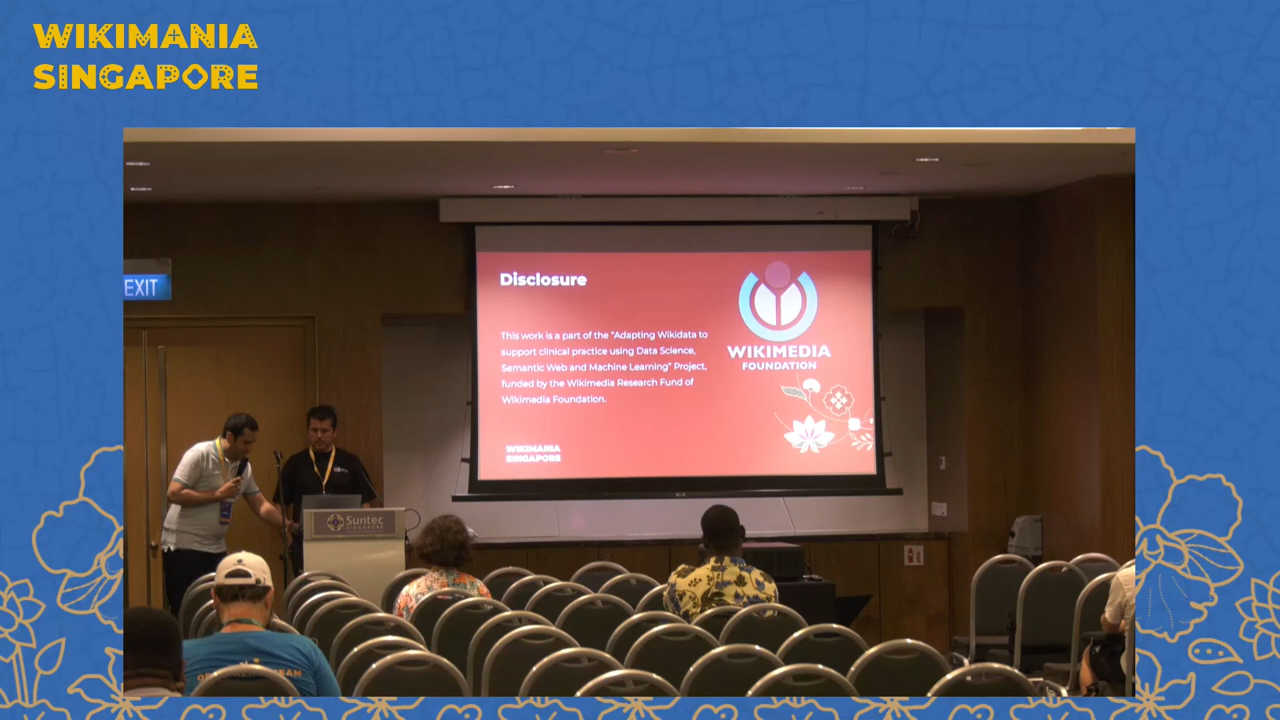 WIKIMANIA
SINGAPORE
EXIT
Disclosure
This work is a part of the "Adapting Wikidata to
support clinical practice using Data Science,
Semantic Web and Machine Learning" Project,
funded by the Wikimedia Research Fund of
Wikimedia Foundation.
WIKIMEDIA
FOUNDATION
WIKIMANIA
SINGAPORE
Suntec
SINGAPORE